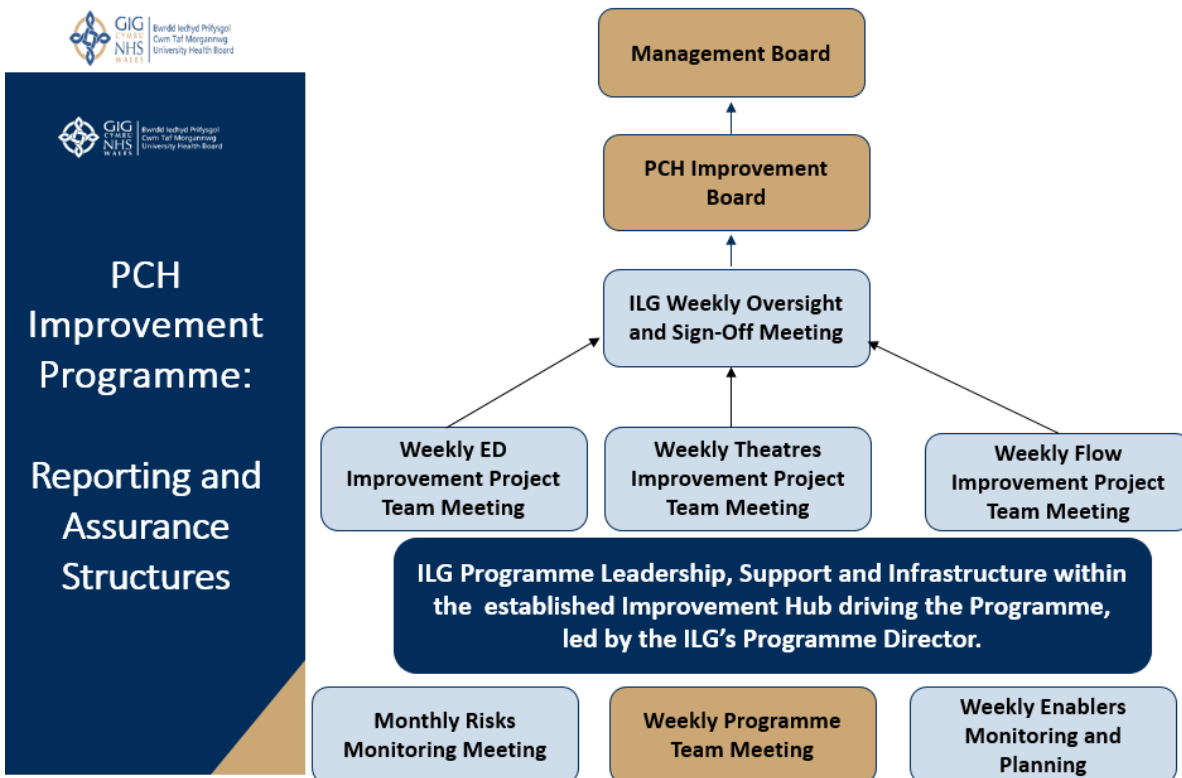 GIG
CYMRU
NHS
WALES
Bwrdd Iechyd Prifysgol
Cwm Taf Morgannwg
University Health Board
GIG
CYMRU
NHS
WALES
Bwrdd Iechyd Prifysgol
Cwm Taf Morgannwg
University Health Board
PCH
Improvement
Programme:
Reporting and
Assurance
Structures
Management Board
PCH Improvement
Board
ILG Weekly Oversight
and Sign-Off Meeting
Weekly ED
Improvement Project
Team Meeting
Weekly Theatres
Improvement Project
Team Meeting
Weekly Flow
Improvement Project
Team Meeting
ILG Programme Leadership, Support and Infrastructure within
the established Improvement Hub driving the Programme,
led by the ILG's Programme Director.
Monthly Risks
Monitoring Meeting
Weekly Programme
Team Meeting
Weekly Enablers
Monitoring and
Planning